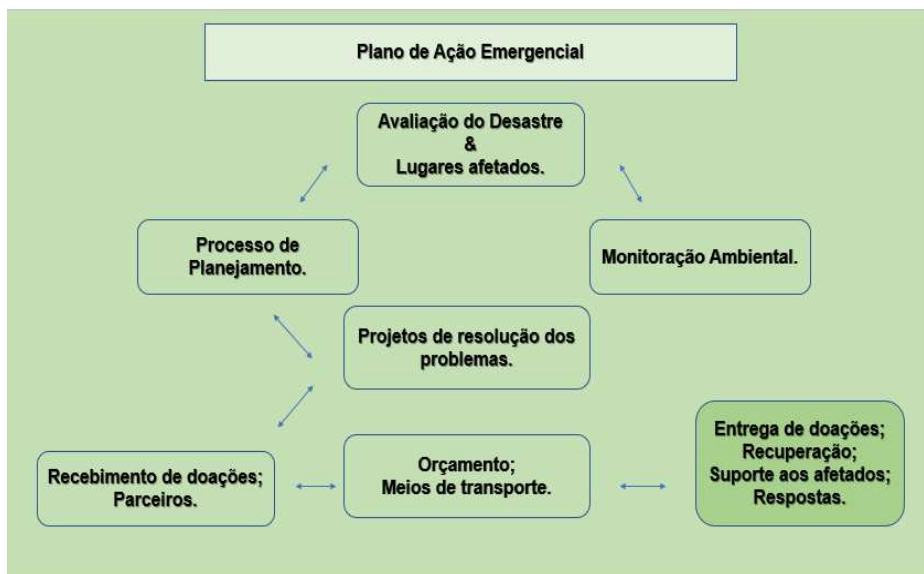 Plano de Ação Emergencial
Avaliação do Desastre
&
Lugares afetados.
Processo de
Planejamento.
Monitoração Ambiental.
Projetos de resolução dos
problemas.
Recebimento de doações;
Parceiros.
Orçamento;
Meios de transporte.
Entrega de doações;
Recuperação;
Suporte aos afetados;
Respostas.